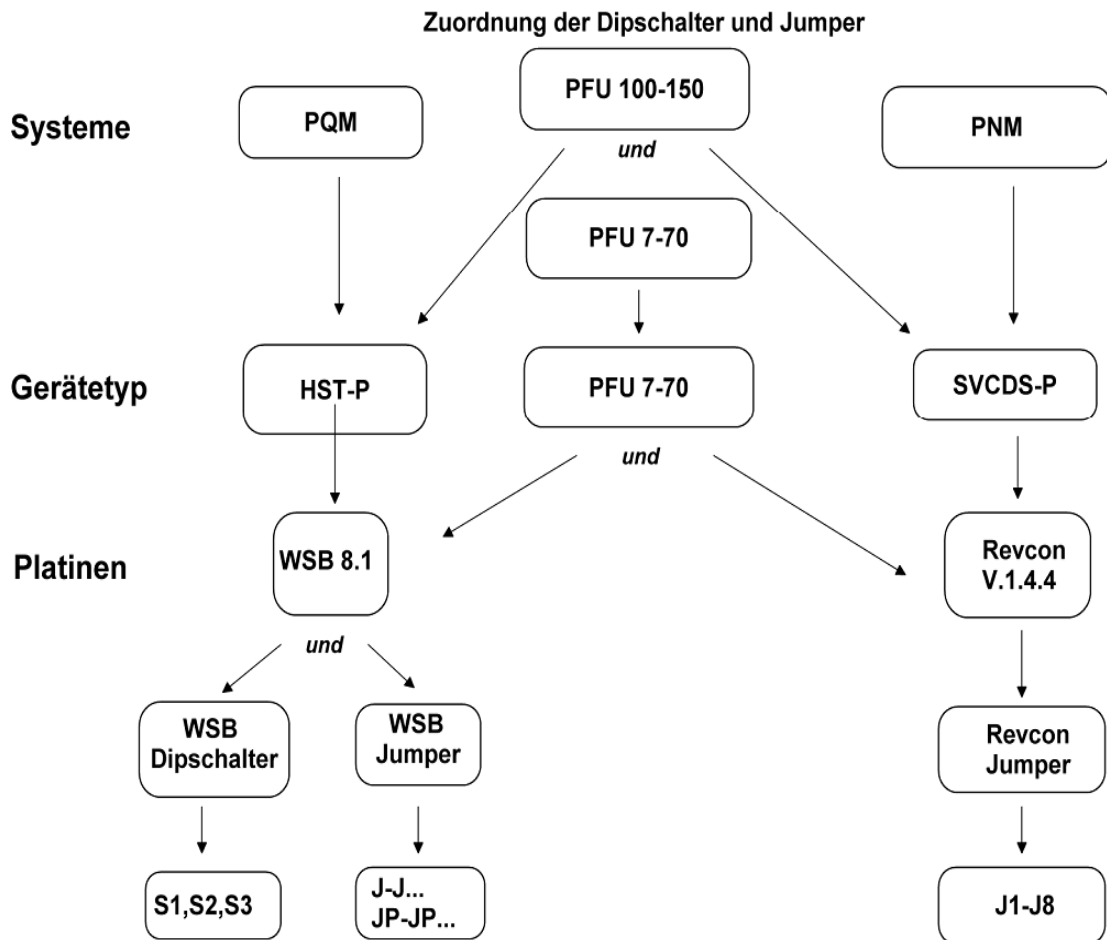 Zuordnung der Dipschalter und Jumper
Systeme
PQM
PFU 100-150
PNM
und
PFU 7-70
Gerätetyp
HST-P
PFU 7-70
SVCDS-P
und
Platinen
WSB 8.1
Revcon
V.1.4.4
und
WSB
Dipschalter
WSB
Jumper
Revcon
Jumper
S1,S2,S3
J-J...
JP-JP...
J1-J8